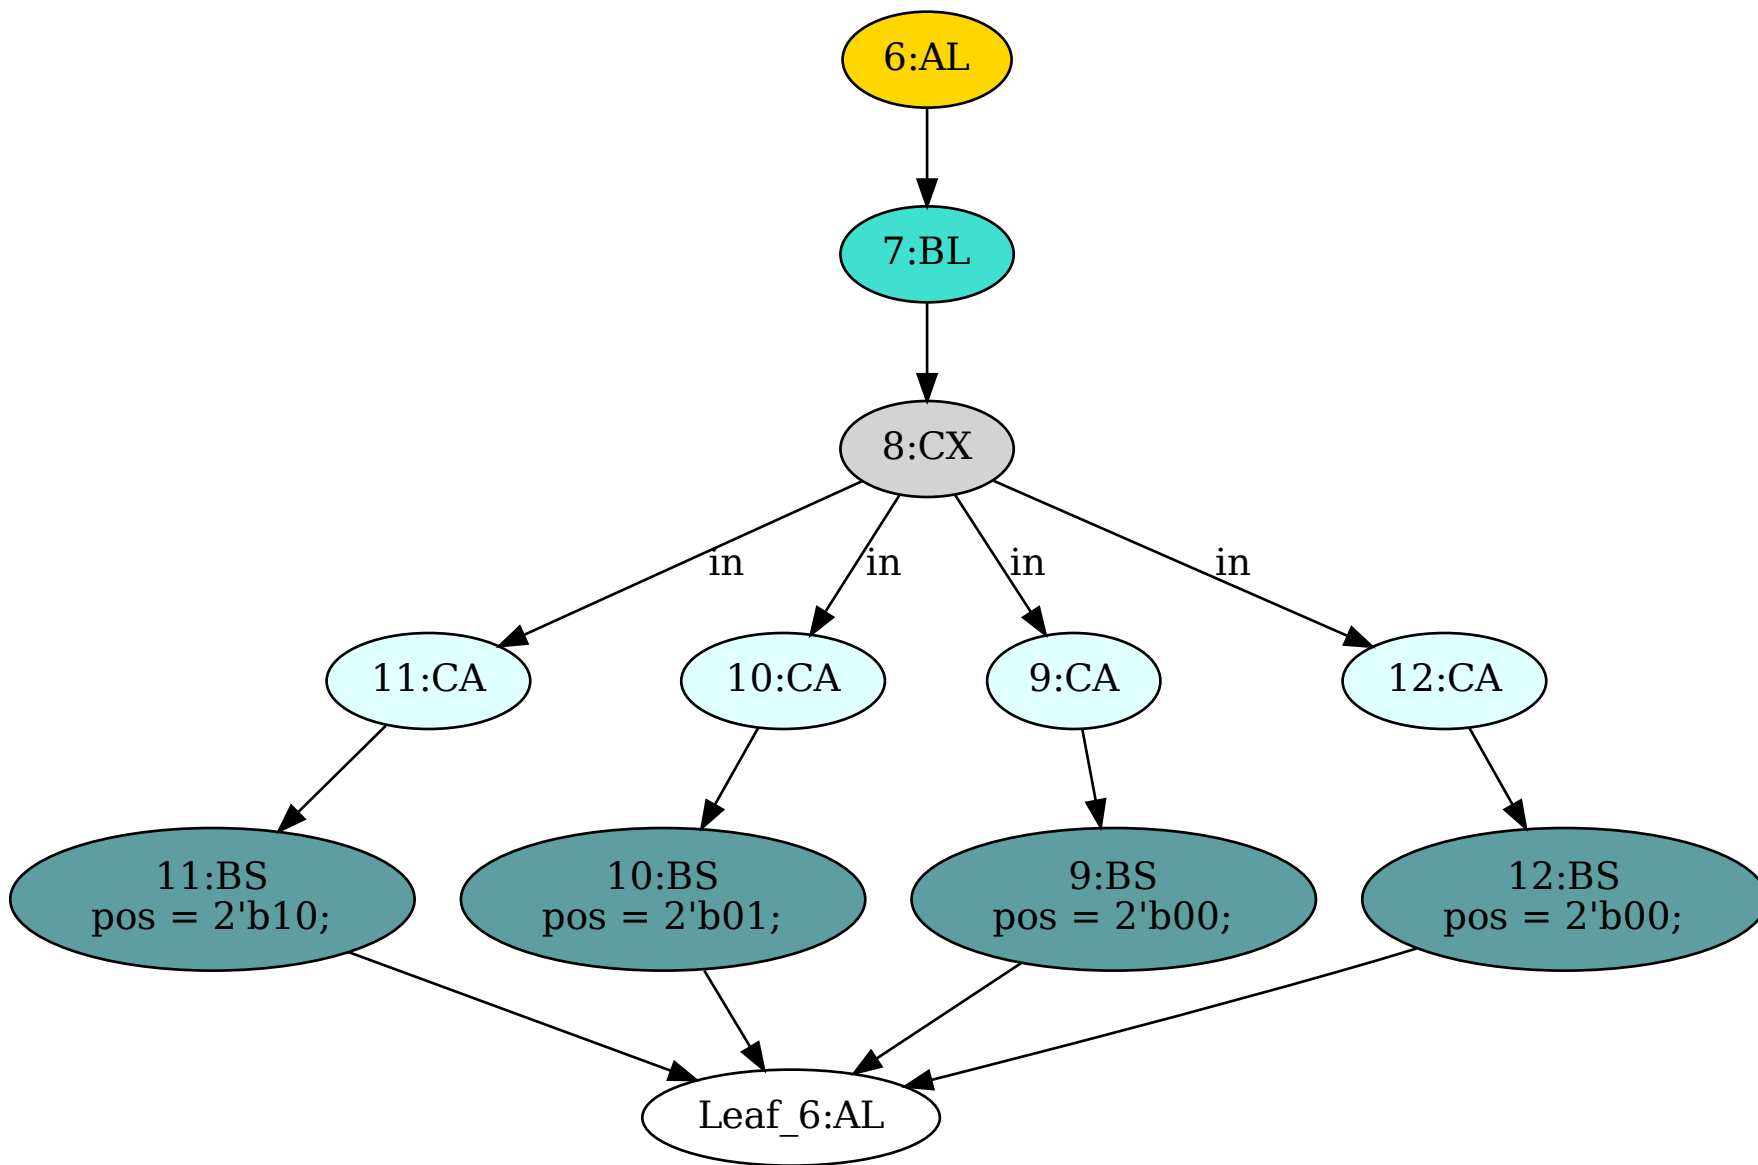 6:AL
7:BL
8:CX
in
in
in
in
11:CA
10:CA
9:CA
12:CA
11:BS
pos = 2'b10;
10:BS
pos = 2'b01;
9:BS
pos = 2'b00;
12:BS
pos = 2'b00;
Leaf_6:AL